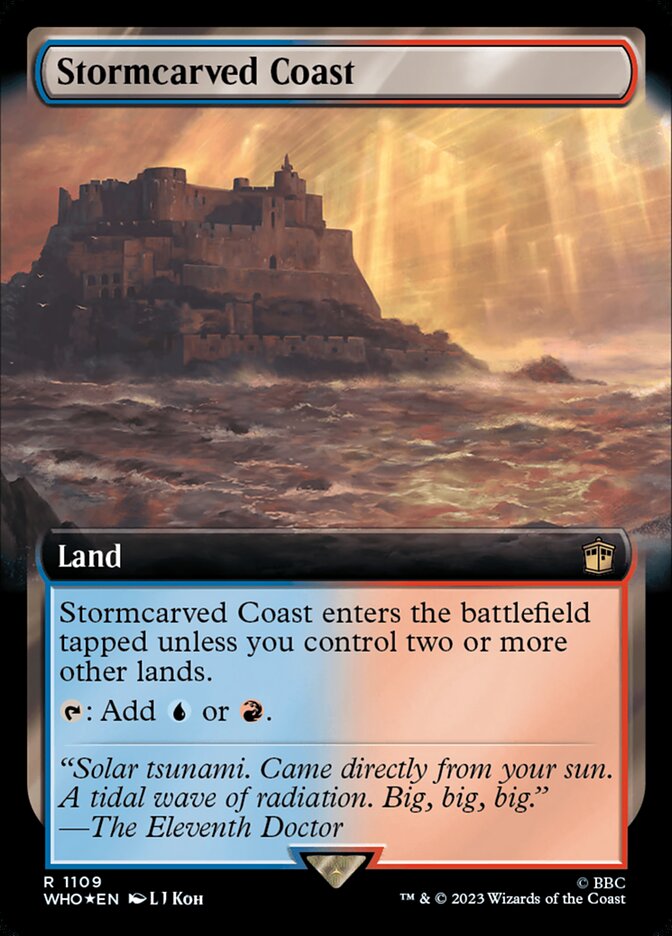 Stormcarved Coast
Land
Stormcarved Coast enters the battlefield
tapped unless you control two or more
other lands.
: Add or .
“Solar tsunami. Came directly from your sun.
A tidal wave of radiation. Big, big, big.”
—The Eleventh Doctor
R 1109
© BBC
WHO★EN LJ Koh
™ & © 2023 Wizards of the Coast